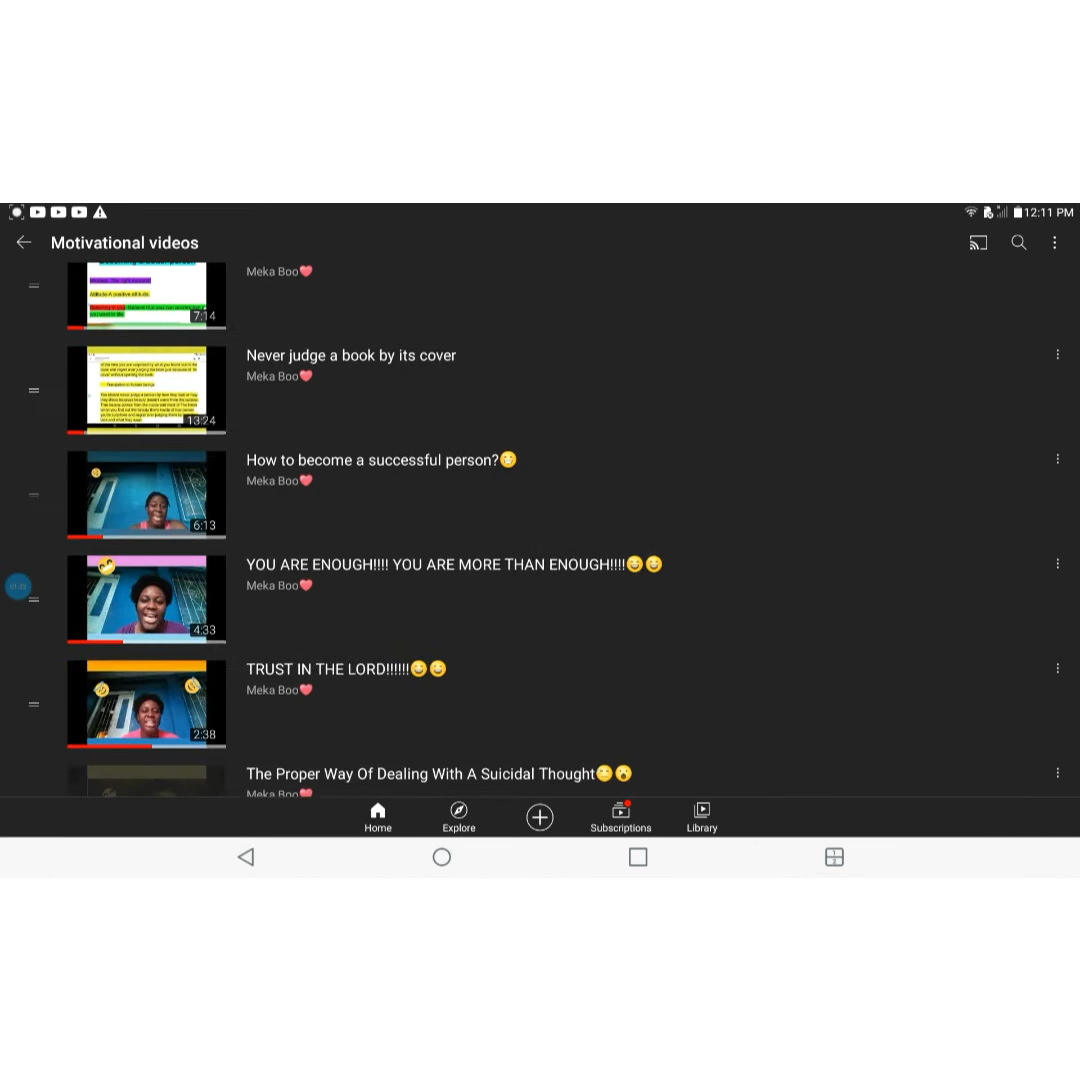 12:11 PM
Motivational videos
Meka Boo❤
7:14
Never judge a book by its cover
Meka Boo❤
13:24
How to become a successful person?😁
Meka Boo❤
6:13
YOU ARE ENOUGH!!!! YOU ARE MORE THAN ENOUGH!!!!😁😁
Meka Boo❤
4:33
TRUST IN THE LORD!!!!!!😁😁
Meka Boo❤
2:38
The Proper Way Of Dealing With A Suicidal Thought🙄😲
Meka Boo❤
Home
Explore
Subscriptions
Library